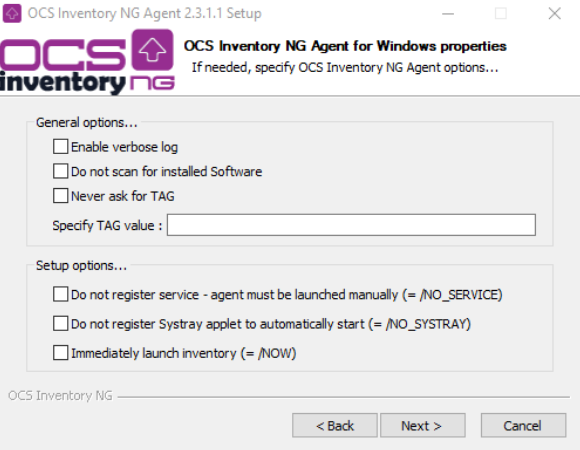 OCS Inventory NG Agent 2.3.1.1 Setup
OCS
inventory NG
OCS Inventory NG Agent for Windows properties
If needed, specify OCS Inventory NG Agent options...
General options...
Enable verbose log
Do not scan for installed Software
Never ask for TAG
Specify TAG value :
Setup options...
Do not register service - agent must be launched manually (= /NO_SERVICE)
Do not register Systray applet to automatically start (= /NO_SYSTRAY)
Immediately launch inventory (= /NOW)
OCS Inventory NG
< Back Next > Cancel